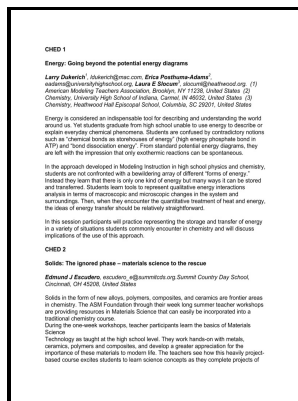 CHED 1
Energy: Going beyond the potential energy diagrams
Larry Dukerich1, ldukerich@mac.com, Erica Posthuma-Adams2,
eadams@universityhighschool.org, Laura E Slocum3, slocuml@heathwood.org. (1)
American Modeling Teachers Association, Brooklyn, NY 11238, United States (2)
Chemistry, University High School of Indiana, Carmel, IN 46032, United States (3)
Chemistry, Heathwood Hall Episcopal School, Columbia, SC 29201, United States
Energy is considered an indispensable tool for describing and understanding the world
around us. Yet students graduate from high school unable to use energy to describe or
explain everyday chemical phenomena. Students are confused by contradictory notions
such as "chemical bonds as storehouses of energy" (high energy phosphate bond in
ATP) and "bond dissociation energy". From standard potential energy diagrams, they
are left with the impression that only exothermic reactions can be spontaneous.
In the approach developed in Modeling Instruction in high school physics and chemistry,
students are not confronted with a bewildering array of different "forms of energy."
Instead they learn that there is only one kind of energy but many ways it can be stored
and transferred. Students learn tools to represent qualitative energy interactions
analysis in terms of macroscopic and microscopic changes in the system and
surroundings. Then, when they encounter the quantitative treatment of heat and energy,
the ideas of energy transfer should be relatively straightforward.
In this session participants will practice representing the storage and transfer of energy
in a variety of situations students commonly encounter in chemistry and will discuss
implications of the use of this approach.
CHED 2
Solids: The ignored phase – materials science to the rescue
Edmund J Escudero, escudero_e@summitcds.org.Summit Country Day School,
Cincinnati, OH 45208, United States
Solids in the form of new alloys, polymers, composites, and ceramics are frontier areas
in chemistry. The ASM Foundation through their week long summer teacher workshops
are providing resources in Materials Science that can easily be incorporated into a
traditional chemistry course.
During the one-week workshops, teacher participants learn the basics of Materials
Science
Technology as taught at the high school level. They work hands-on with metals,
ceramics, polymers and composites, and develop a greater appreciation for the
importance of these materials to modern life. The teachers see how this heavily project-
based course excites students to learn science concepts as they complete projects of